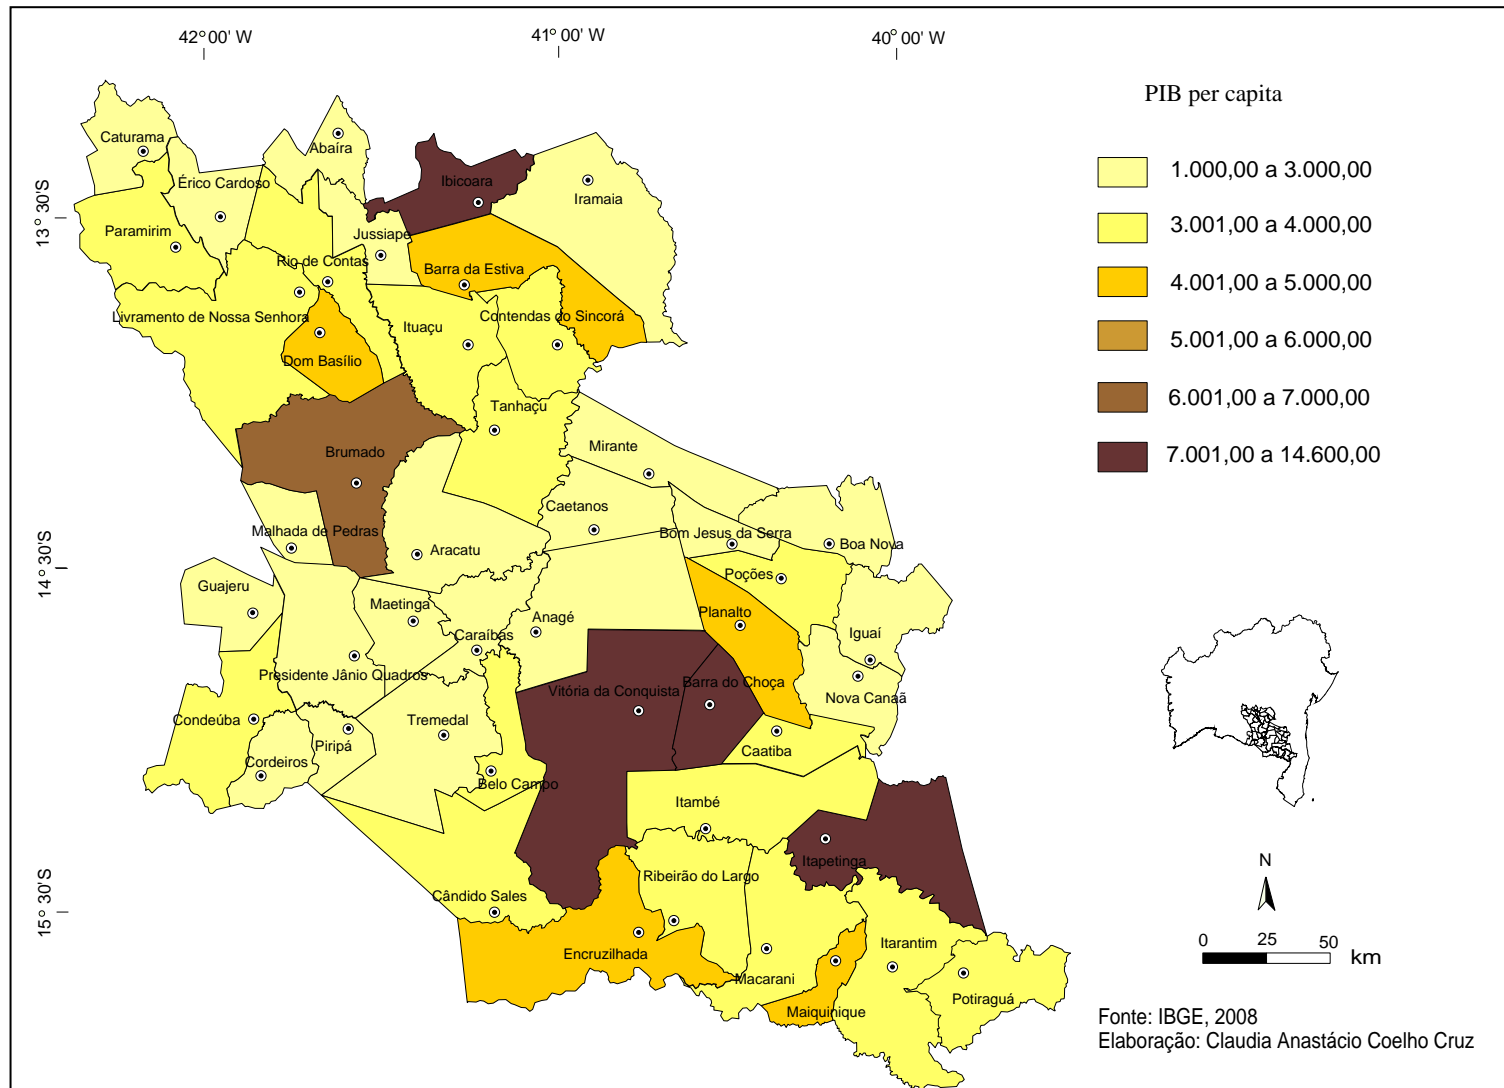 42° 00' W
41° 00' W
40° 00' W
13° 30'S
14° 30'S
15° 30'S
Caturama
Abaíra
Érico Cardoso
Ibicoara
Iramaia
Paramirim
Jussiape
Rio de Contas
Barra da Estiva
Livramento de Nossa Senhora
Ituaçu
Contendas do Sincorá
Dom Basílio
Tanhaçu
Brumado
Mirante
Caetanos
Malhada de Pedras
Aracatu
Bom Jesus da Serra
Boa Nova
Guajeru
Maetinga
Poções
Planalto
Anagé
Caraíbas
Iguaí
Presidente Jânio Quadros
Vitória da Conquista
Barra do Choça
Nova Canaã
Condeúba
Tremedal
Piripá
Caatiba
Cordeiros
Belo Campo
Itambé
Itapetinga
Ribeirão do Largo
Cândido Sales
Encruzilhada
Macarani
Itarantim
Maiquinique
Potiraguá
PIB per capita
1.000,00 a 3.000,00
3.001,00 a 4.000,00
4.001,00 a 5.000,00
5.001,00 a 6.000,00
6.001,00 a 7.000,00
7.001,00 a 14.600,00
N
0 25 50 km
Fonte: IBGE, 2008
Elaboração: Claudia Anastácio Coelho Cruz